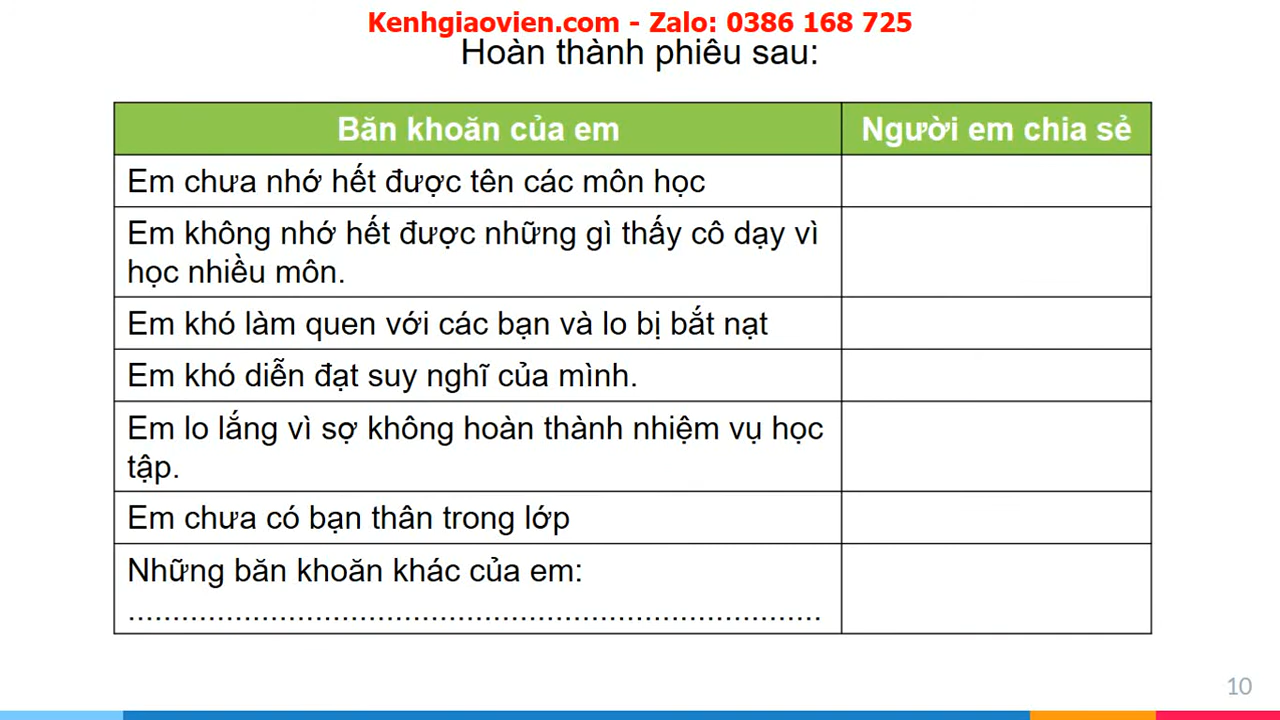 Kenhgiaovien.com - Zalo: 0386 168 725
Hoàn thành phiêu sau:
Băn khoăn của em
Người em chia sẻ
Em chưa nhớ hết được tên các môn học
Em không nhớ hết được những gì thấy cô dạy vì
học nhiều môn.
Em khó làm quen với các bạn và lo bị bắt nạt
Em khó diễn đạt suy nghĩ của mình.
Em lo lắng vì sợ không hoàn thành nhiệm vụ học
tập.
Em chưa có bạn thân trong lớp
Những băn khoăn khác của em:
...........................................................................
10